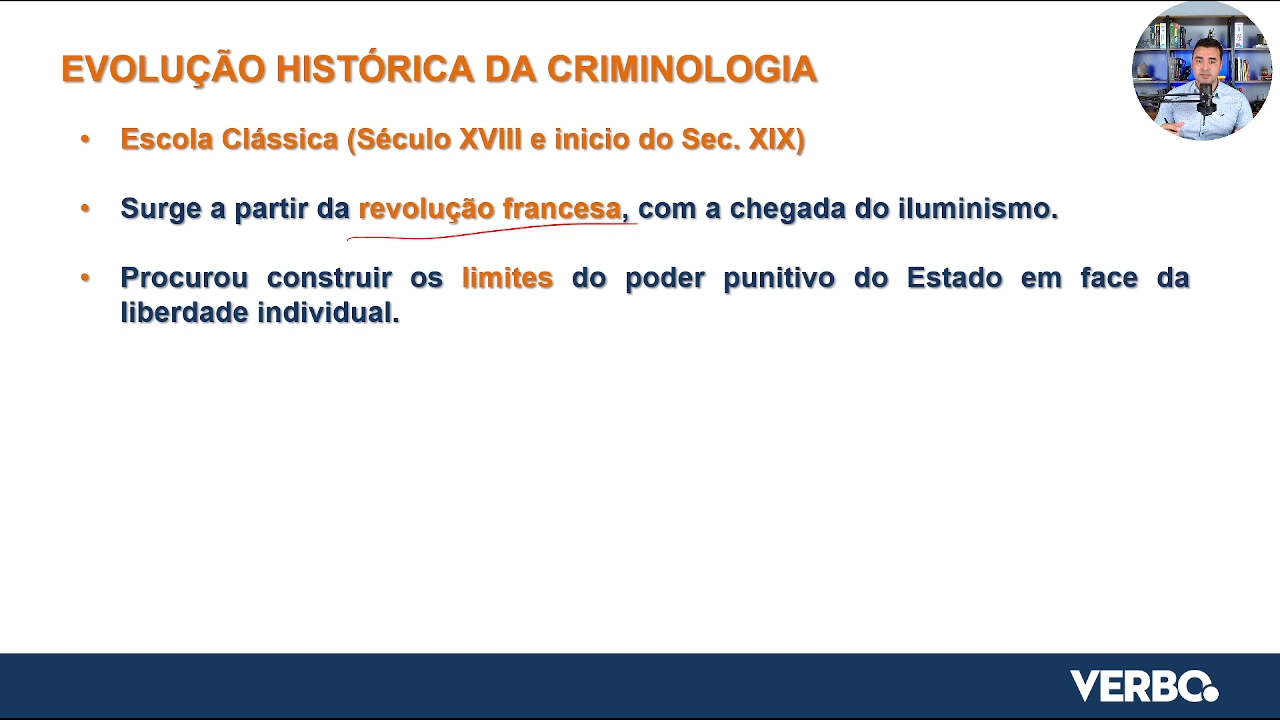 EVOLUÇÃO HISTÓRICA DA CRIMINOLOGIA
• Escola Clássica (Século XVIII e inicio do Sec. XIX)
• Surge a partir da revolução francesa, com a chegada do iluminismo.
• Procurou construir os limites do poder punitivo do Estado em face da
liberdade individual.
VERBO.